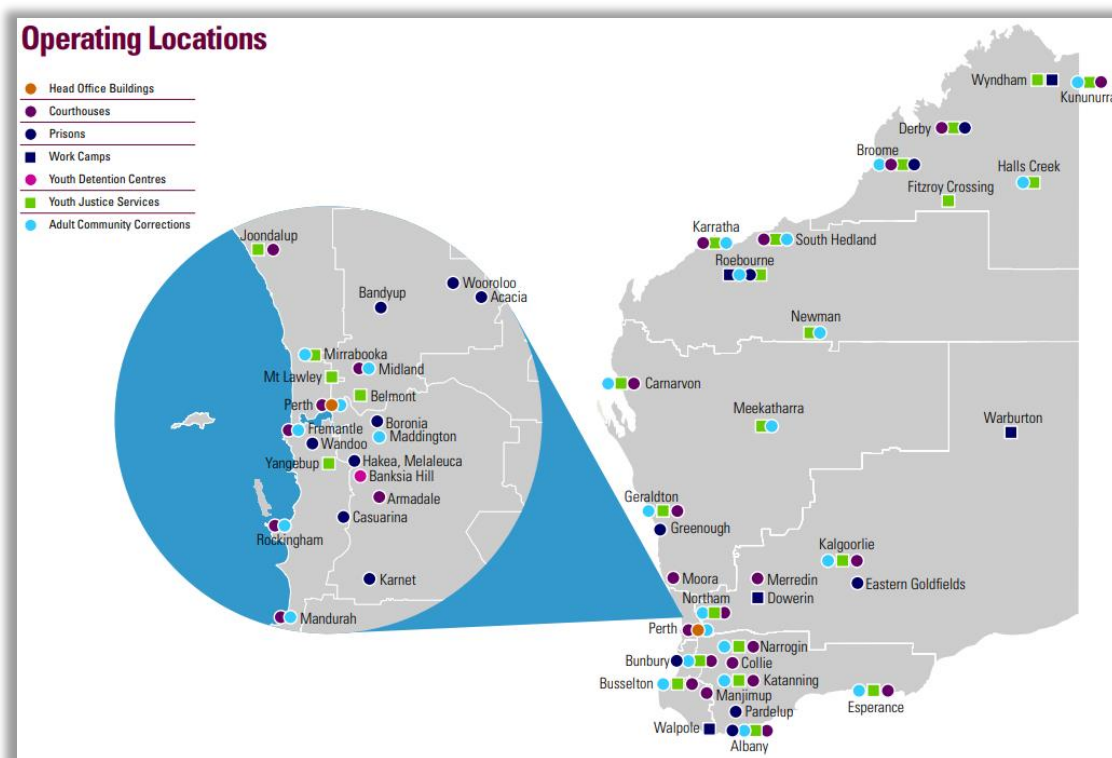 Operating Locations
Head Office Buildings
Courthouses
Prisons
Work Camps
Youth Detention Centres
Youth Justice Services
Adult Community Corrections
Joondalup
Wooroloo
Acacia
Bandyup
Mirrabooka
Midland
Mt Lawley
Belmont
Perth
Boronia
Fremantle
Maddington
Wandoo
Yangebup
Hakea, Melaleuca
Banksia Hill
Armadale
Casuarina
Rockingham
Karnet
Mandurah
Wyndham
Kununurra
Derby
Broome
Halls Creek
Fitzroy Crossing
Karratha
South Hedland
Roebourne
Newman
Carnarvon
Meekatharra
Warburton
Geraldton
Greenough
Kalgoorlie
Eastern Goldfields
Moora
Merredin
Dowerin
Northam
Perth
Narrogin
Bunbury
Collie
Busselton
Katanning
Manjimup
Esperance
Pardelup
Walpole
Albany